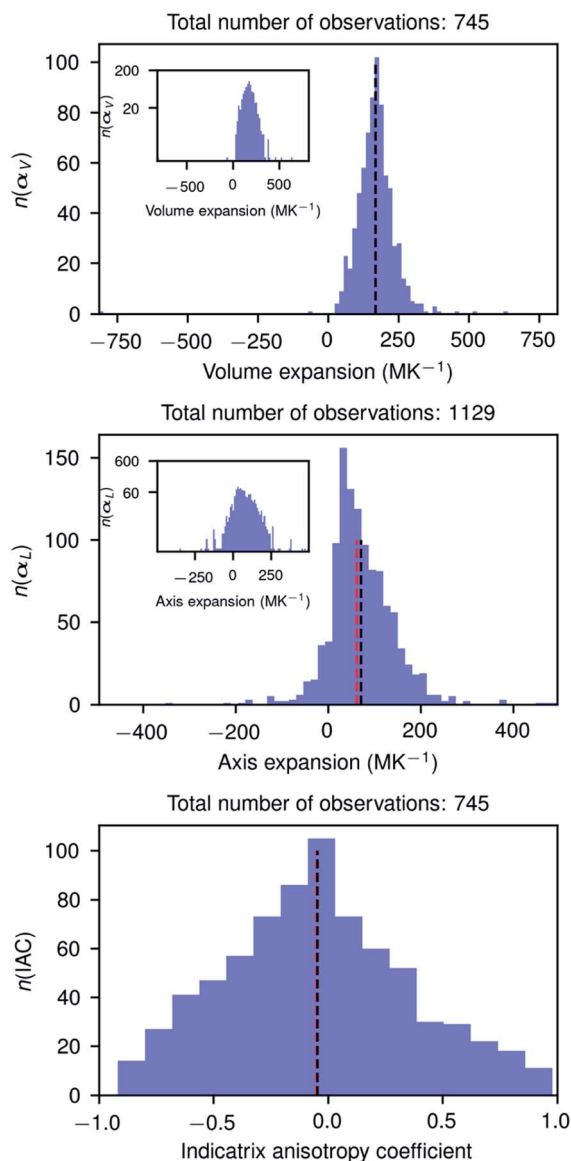 Total number of observations: 745
n(αV)
100
80
60
40
20
0
200
20
n(αV)
−500 0 500
Volume expansion (MK−1)
−750 −500 −250 0 250 500 750
Volume expansion (MK−1)
Total number of observations: 1129
n(αL)
150
100
50
0
600
60
n(αL)
−250 0 250
Axis expansion (MK−1)
−400 −200 0 200 400
Axis expansion (MK−1)
Total number of observations: 745
n(IAC)
100
80
60
40
20
0
−1.0 −0.5 0.0 0.5 1.0
Indicatrix anisotropy coefficient